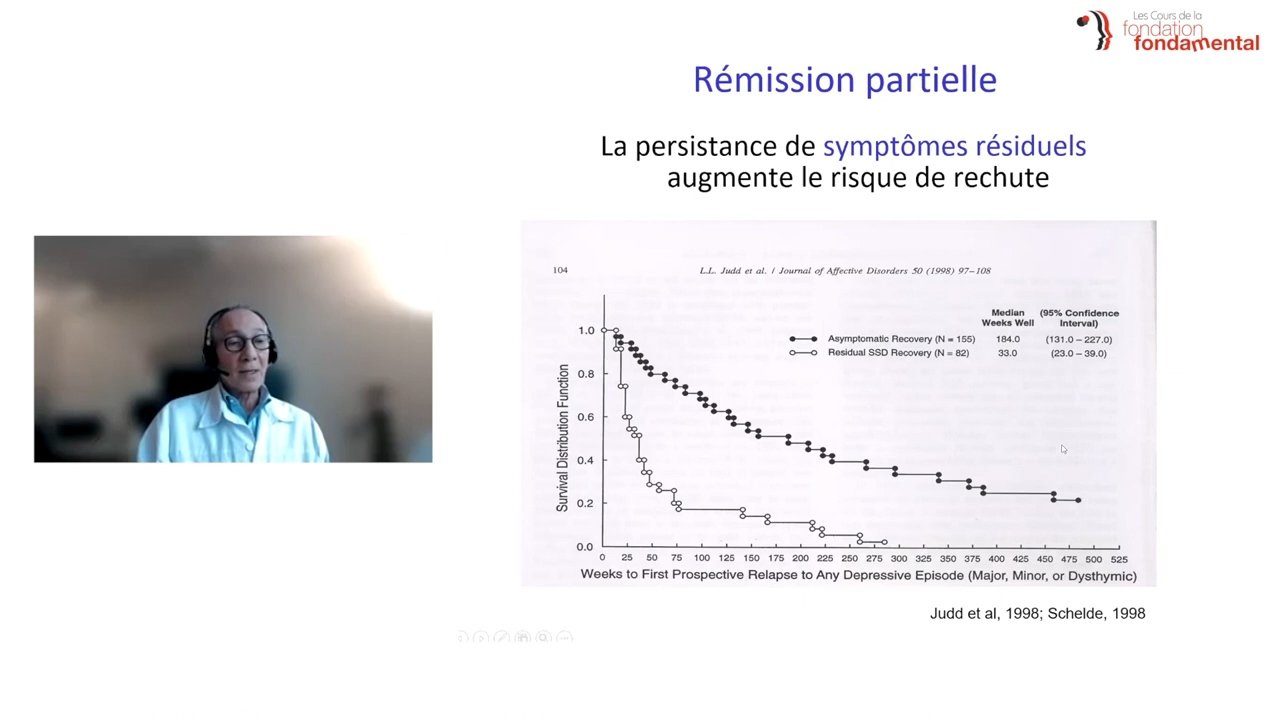 Les Cours de la
fondation
fondamental
Rémission partielle
La persistance de symptômes résiduels
augmente le risque de rechute
104
L.L. Judd et al. / Journal of Affective Disorders 50 (1998) 97–108
Median
Weeks Well
(95% Confidence
Interval)
Asymptomatic Recovery (N = 155) 184.0 (131.0 – 227.0)
Residual SSD Recovery (N = 82) 33.0 (23.0 – 39.0)
Survival Distribution Function
1.0
0.8
0.6
0.4
0.2
0.0
0 25 50 75 100 125 150 175 200 225 250 275 300 325 350 375 400 425 450 475 500 525
Weeks to First Prospective Relapse to Any Depressive Episode (Major, Minor, or Dysthymic)
Judd et al, 1998; Schelde, 1998